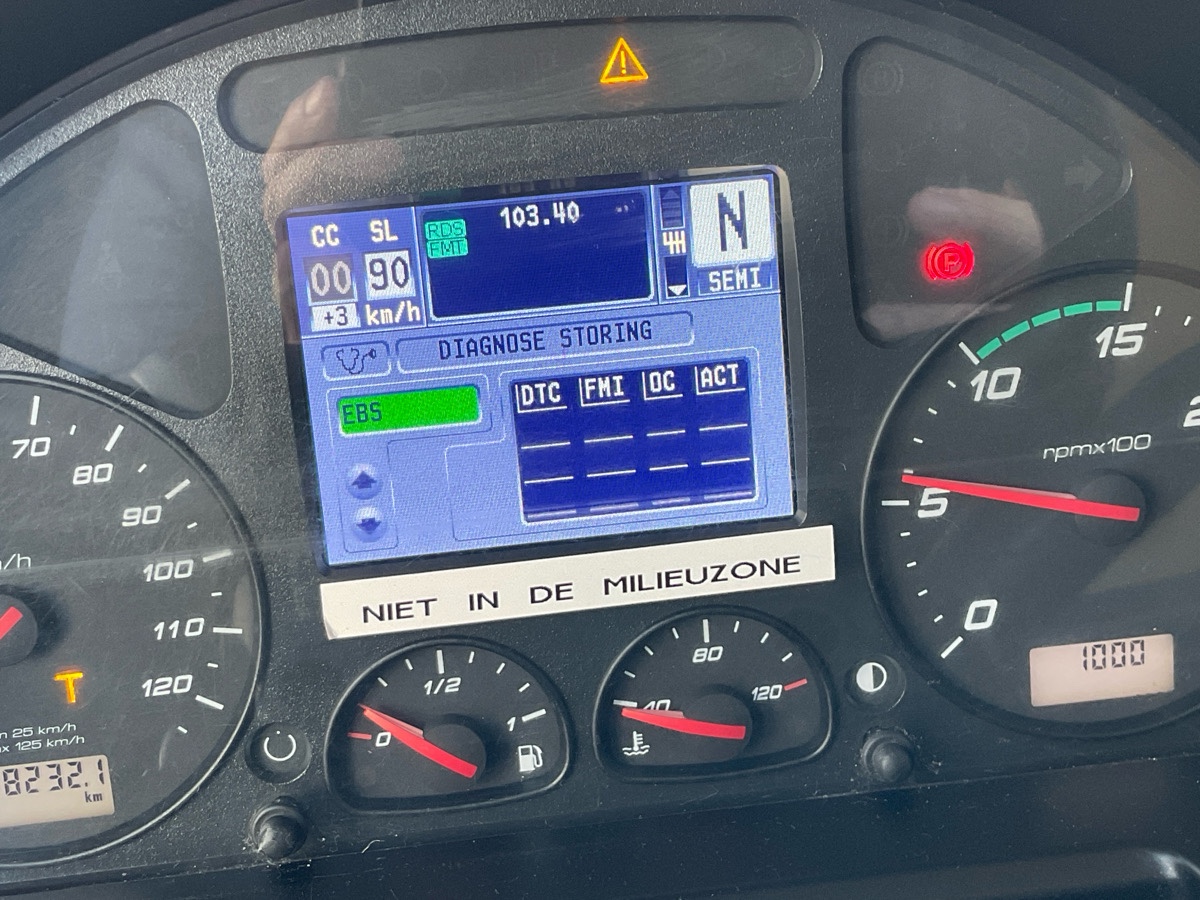 CC SL
00 90
+3 km/h
RDS
FMT
103.40
4H
N
SEMI
DIAGNOSE STORING
EBS
DTC FMI OC ACT
NIET IN DE MILIEUZONE
70
80
90
100
110
120
/h
T
n 25 km/h
x 125 km/h
8232.1
km
0 1/2 1
40 80 120
0
5
10
15
2
rpmx100
1000
P